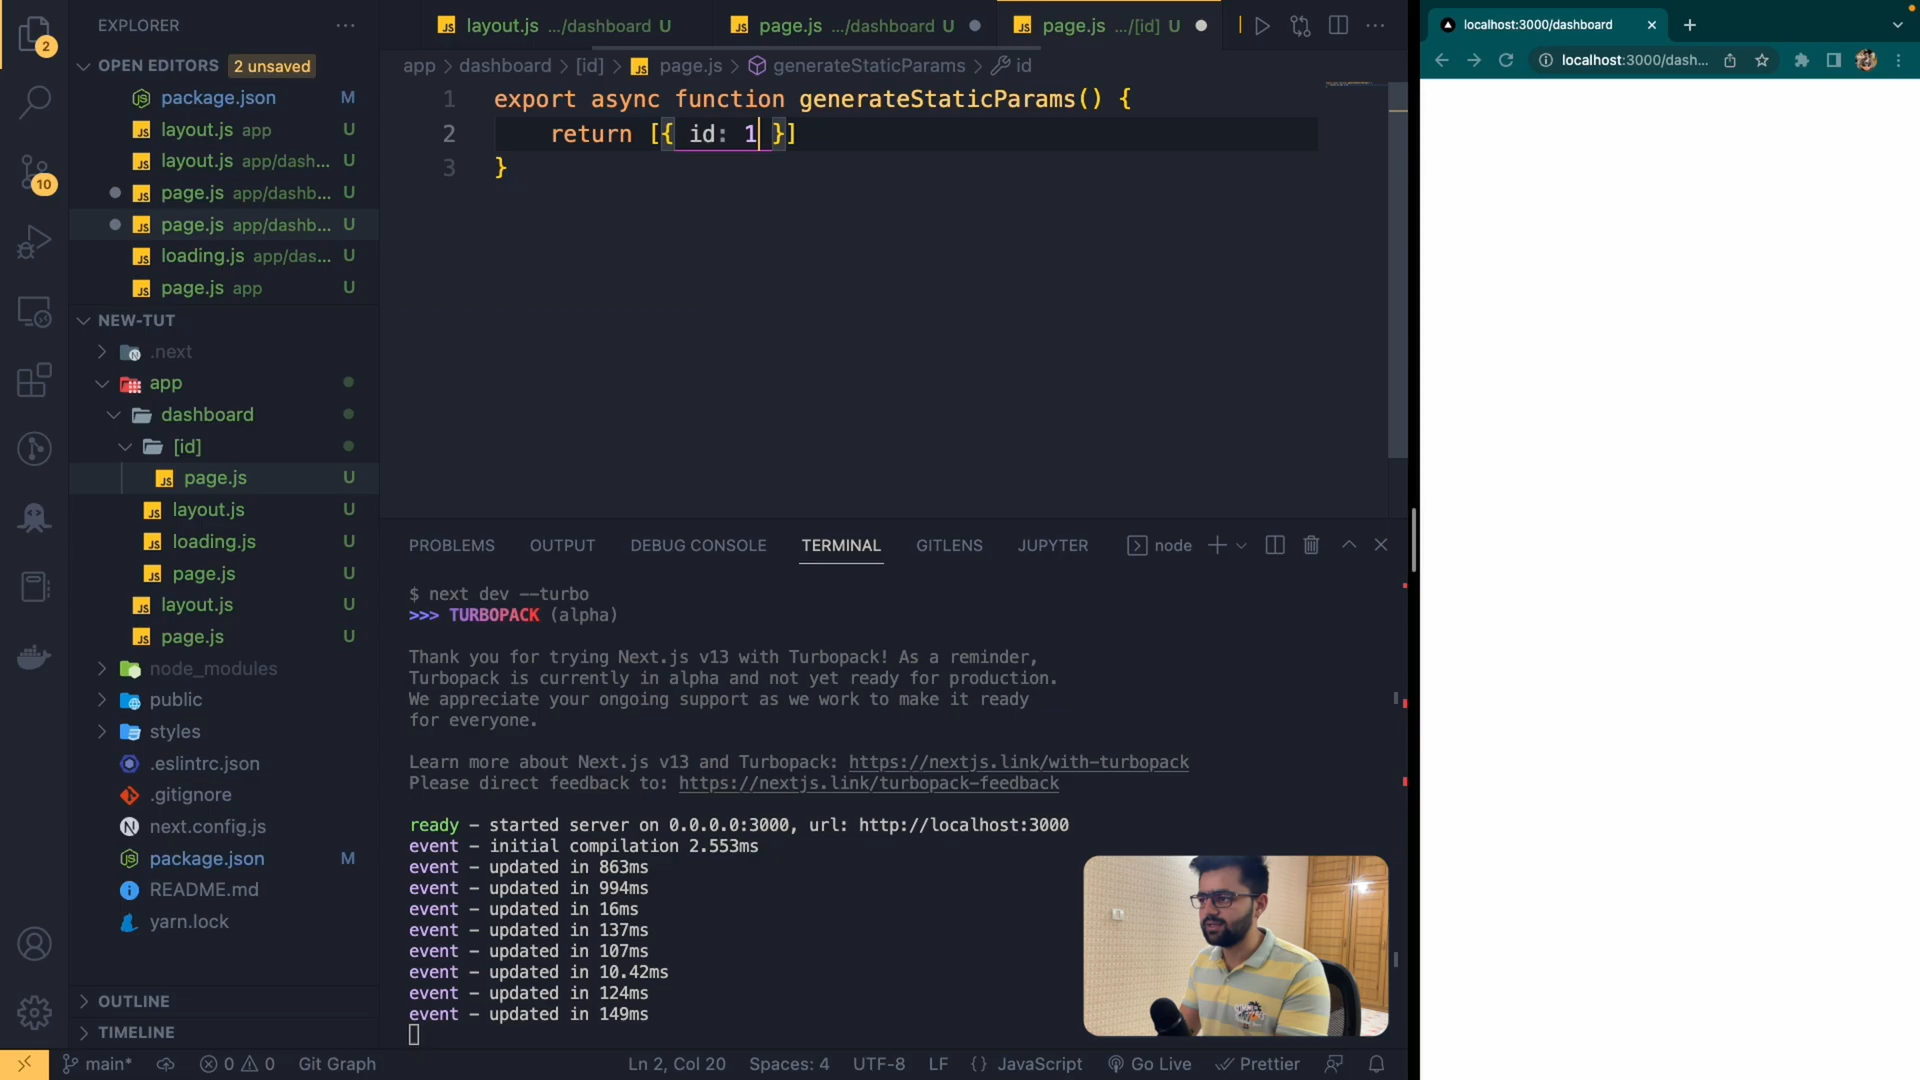 EXPLORER
2
OPEN EDITORS 2 unsaved
package.json M
layout.js app U
layout.js app/dash... U
page.js app/dashb... U
page.js app/dashb... U
loading.js app/das... U
page.js app U
10
NEW-TUT
.next
app
dashboard
[id]
page.js U
layout.js U
loading.js U
page.js U
layout.js U
page.js U
node_modules
public
styles
.eslintrc.json
.gitignore
next.config.js
package.json M
README.md
yarn.lock
OUTLINE
TIMELINE
layout.js .../dashboard U
page.js .../dashboard U
page.js .../[id] U
app > dashboard > [id] > page.js > generateStaticParams > id
1 export async function generateStaticParams() {
2 return [{ id: 1 }]
3 }
PROBLEMS OUTPUT DEBUG CONSOLE TERMINAL GITLENS JUPYTER node
$ next dev --turbo
>>> TURBOPACK (alpha)
Thank you for trying Next.js v13 with Turbopack! As a reminder,
Turbopack is currently in alpha and not yet ready for production.
We appreciate your ongoing support as we work to make it ready
for everyone.
Learn more about Next.js v13 and Turbopack: https://nextjs.link/with-turbopack
Please direct feedback to: https://nextjs.link/turbopack-feedback
ready - started server on 0.0.0.0:3000, url: http://localhost:3000
event - initial compilation 2.553ms
event - updated in 863ms
event - updated in 994ms
event - updated in 16ms
event - updated in 137ms
event - updated in 107ms
event - updated in 10.42ms
event - updated in 124ms
event - updated in 149ms
main* 0 0 Git Graph Ln 2, Col 20 Spaces: 4 UTF-8 LF {} JavaScript Go Live Prettier
localhost:3000/dashboard
localhost:3000/dash...